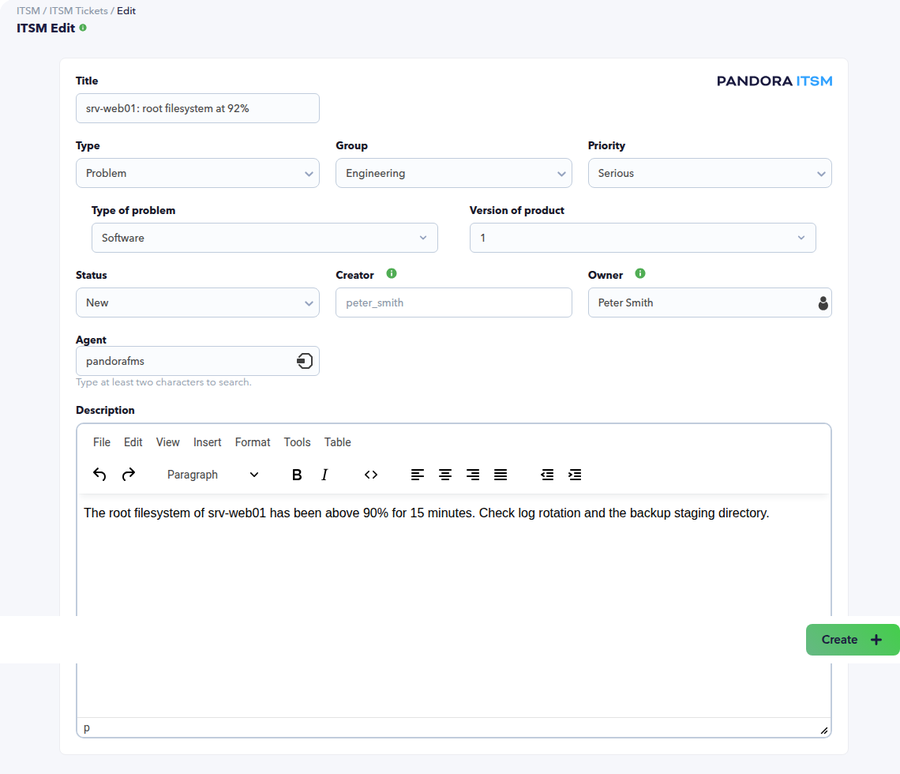 ITSM / ITSM Tickets / Edit
ITSM Edit
Title
PANDORA ITSM
srv-web01: root filesystem at 92%
Type
Group
Priority
Problem
Engineering
Serious
Type of problem
Version of product
Software
1
Status
Creator
Owner
New
peter_smith
Peter Smith
Agent
pandorafms
Type at least two characters to search.
Description
File Edit View Insert Format Tools Table
Paragraph B I <>
The root filesystem of srv-web01 has been above 90% for 15 minutes. Check log rotation and the backup staging directory.
Create +
p